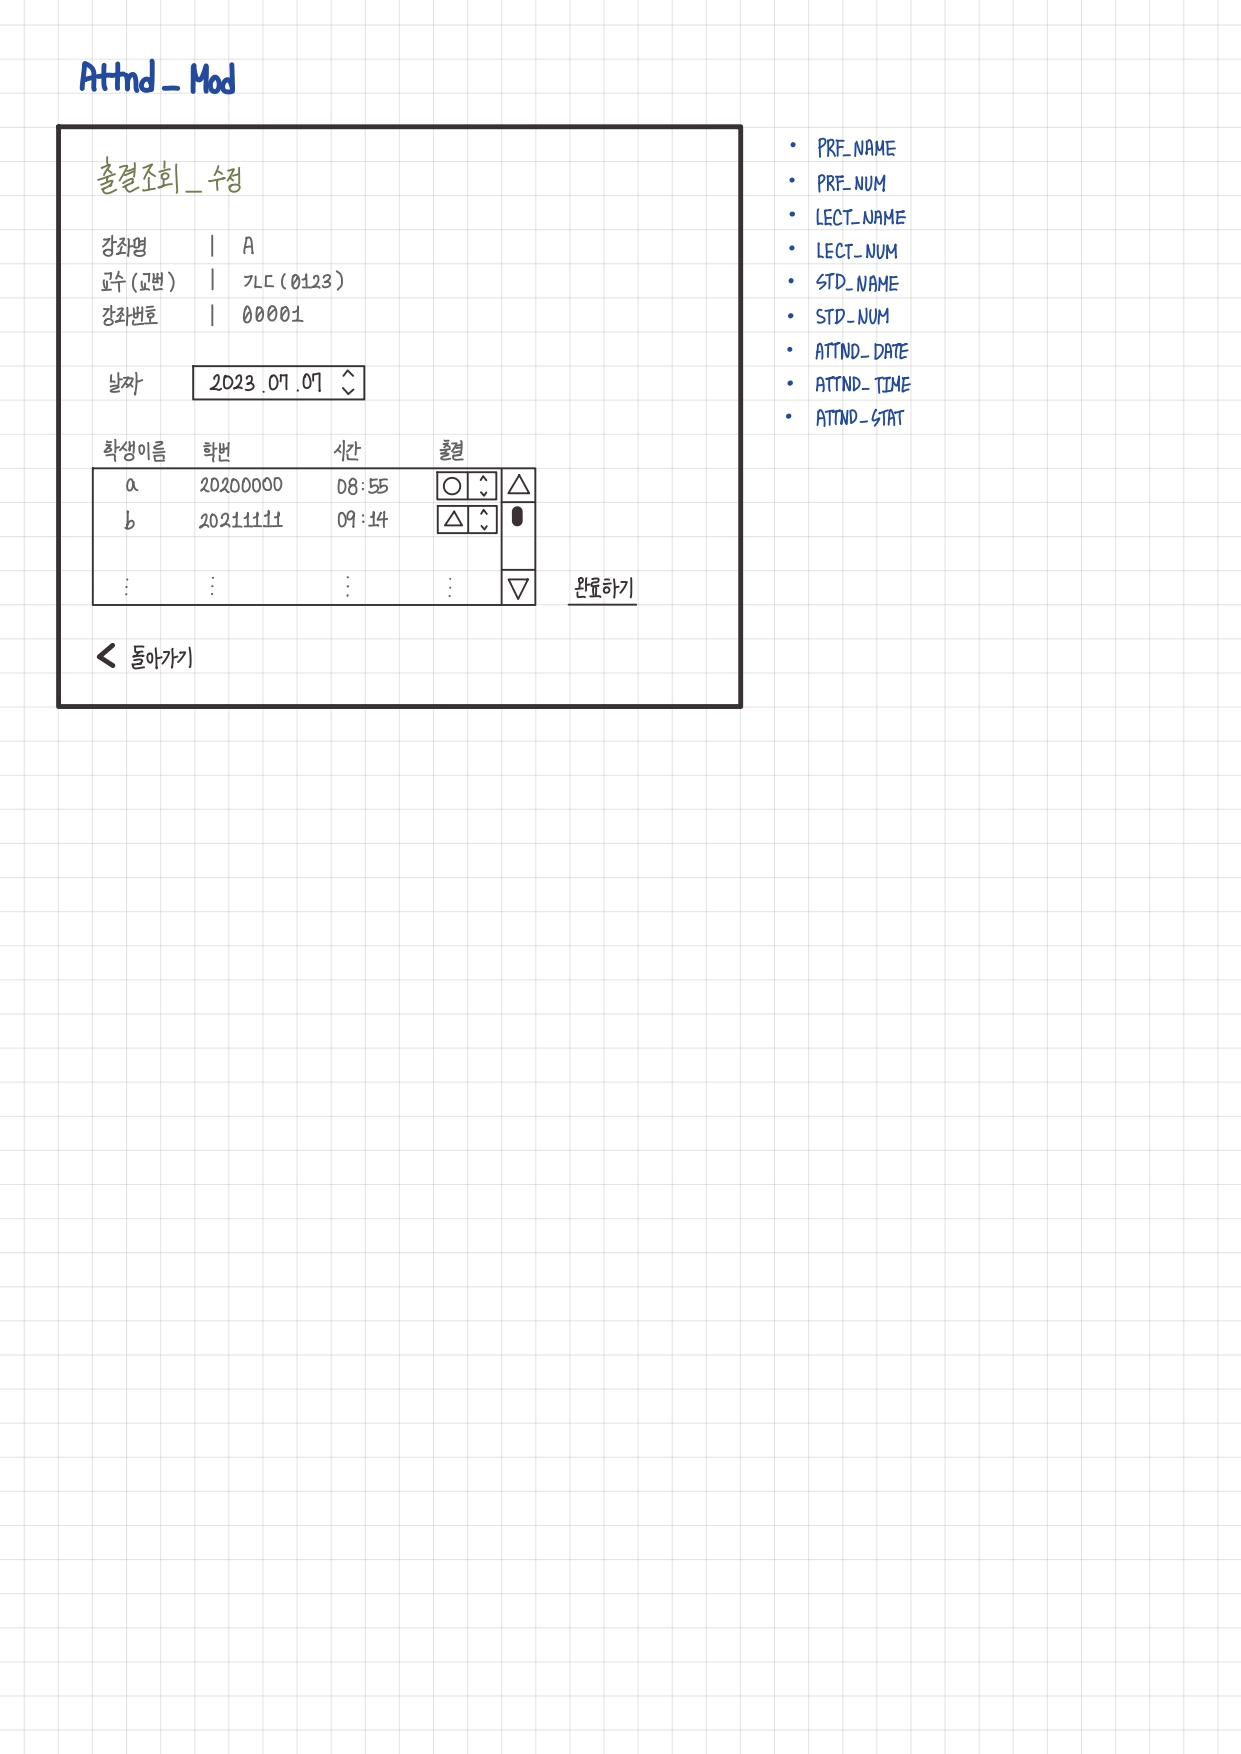 Attnd _ Mod
출결조회 _ 수정
강좌명 | A
교수 (교번) | ㄱㄴㄷ (0123)
강좌번호 | 00001
날짜 2023 . 07 . 07
학생이름 학번 시간 출결
a 20200000 08:55 ○
b 20211111 09:14 △
⋮ ⋮ ⋮ ⋮
완료하기
< 돌아가기
• PRF_NAME
• PRF_NUM
• LECT_NAME
• LECT_NUM
• STD_NAME
• STD_NUM
• ATTND_DATE
• ATTND_TIME
• ATTND_STAT